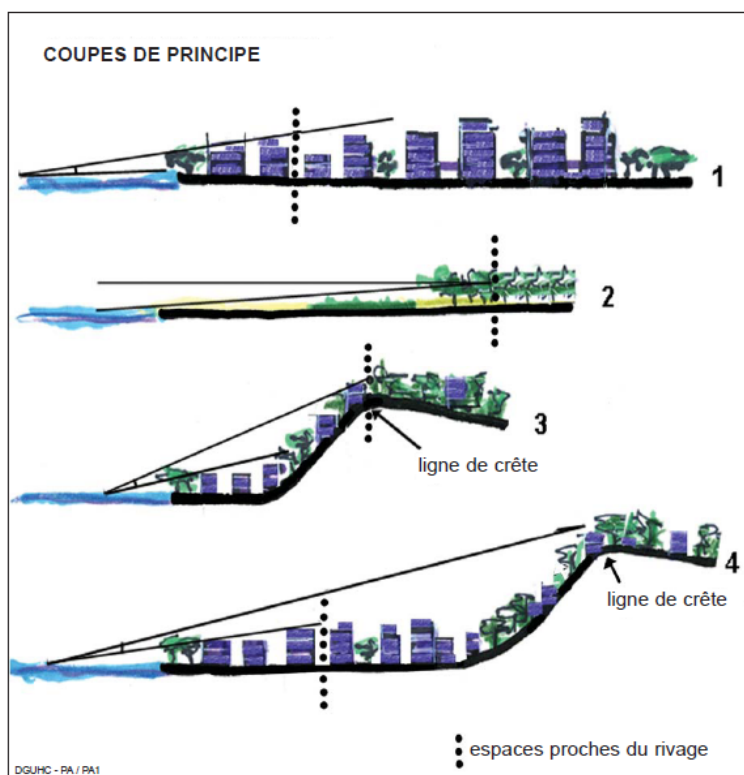 COUPES DE PRINCIPE
1
2
3
ligne de crête
4
ligne de crête
espaces proches du rivage
DGUHC - PA / PA1